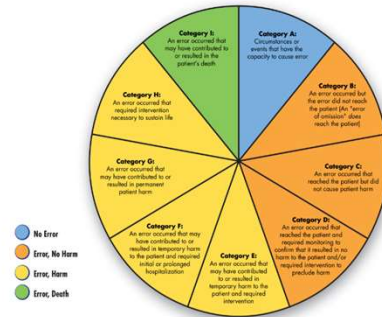 Category I:
An error occurred that
may have contributed to
or resulted in the
patient's death
Category A:
Circumstances or
events that have the
capacity to cause error
Category B:
An error occurred but
the error did not reach
the patient (An "error
of omission" does
reach the patient)
Category C:
An error occurred that
reached the patient but did
not cause patient harm
Category D:
An error occurred that
reached the patient and
required monitoring to
confirm that it resulted in no
harm to the patient and/or
required intervention to
preclude harm
Category E:
An error occurred that
may have contributed
to or resulted in
temporary harm to the
patient and required
intervention
Category F:
An error occurred that may
have contributed to or
resulted in temporary harm
to the patient and required
initial or prolonged
hospitalization
Category G:
An error occurred that
may have contributed to or
resulted in permanent
patient harm
Category H:
An error occurred that
required intervention
necessary to sustain life
No Error
Error, No Harm
Error, Harm
Error, Death